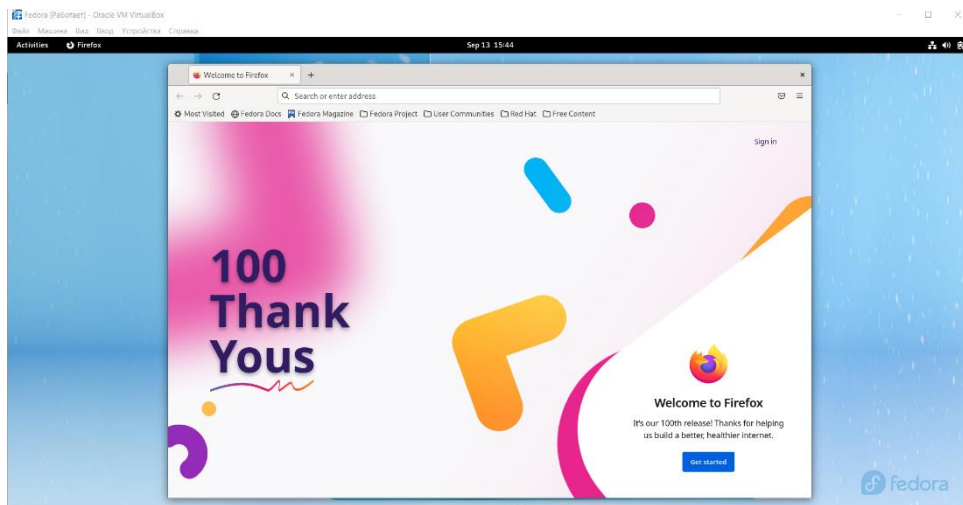 Fedora [Работает] - Oracle VM VirtualBox
Файл Машина Вид Ввод Устройства Справка
Activities Firefox Sep 13 15:44
Welcome to Firefox
Search or enter address
Most Visited Fedora Docs Fedora Magazine Fedora Project User Communities Red Hat Free Content
Sign in
100
Thank
Yous
Welcome to Firefox
It's our 100th release! Thanks for helping
us build a better, healthier internet.
Get started
fedora